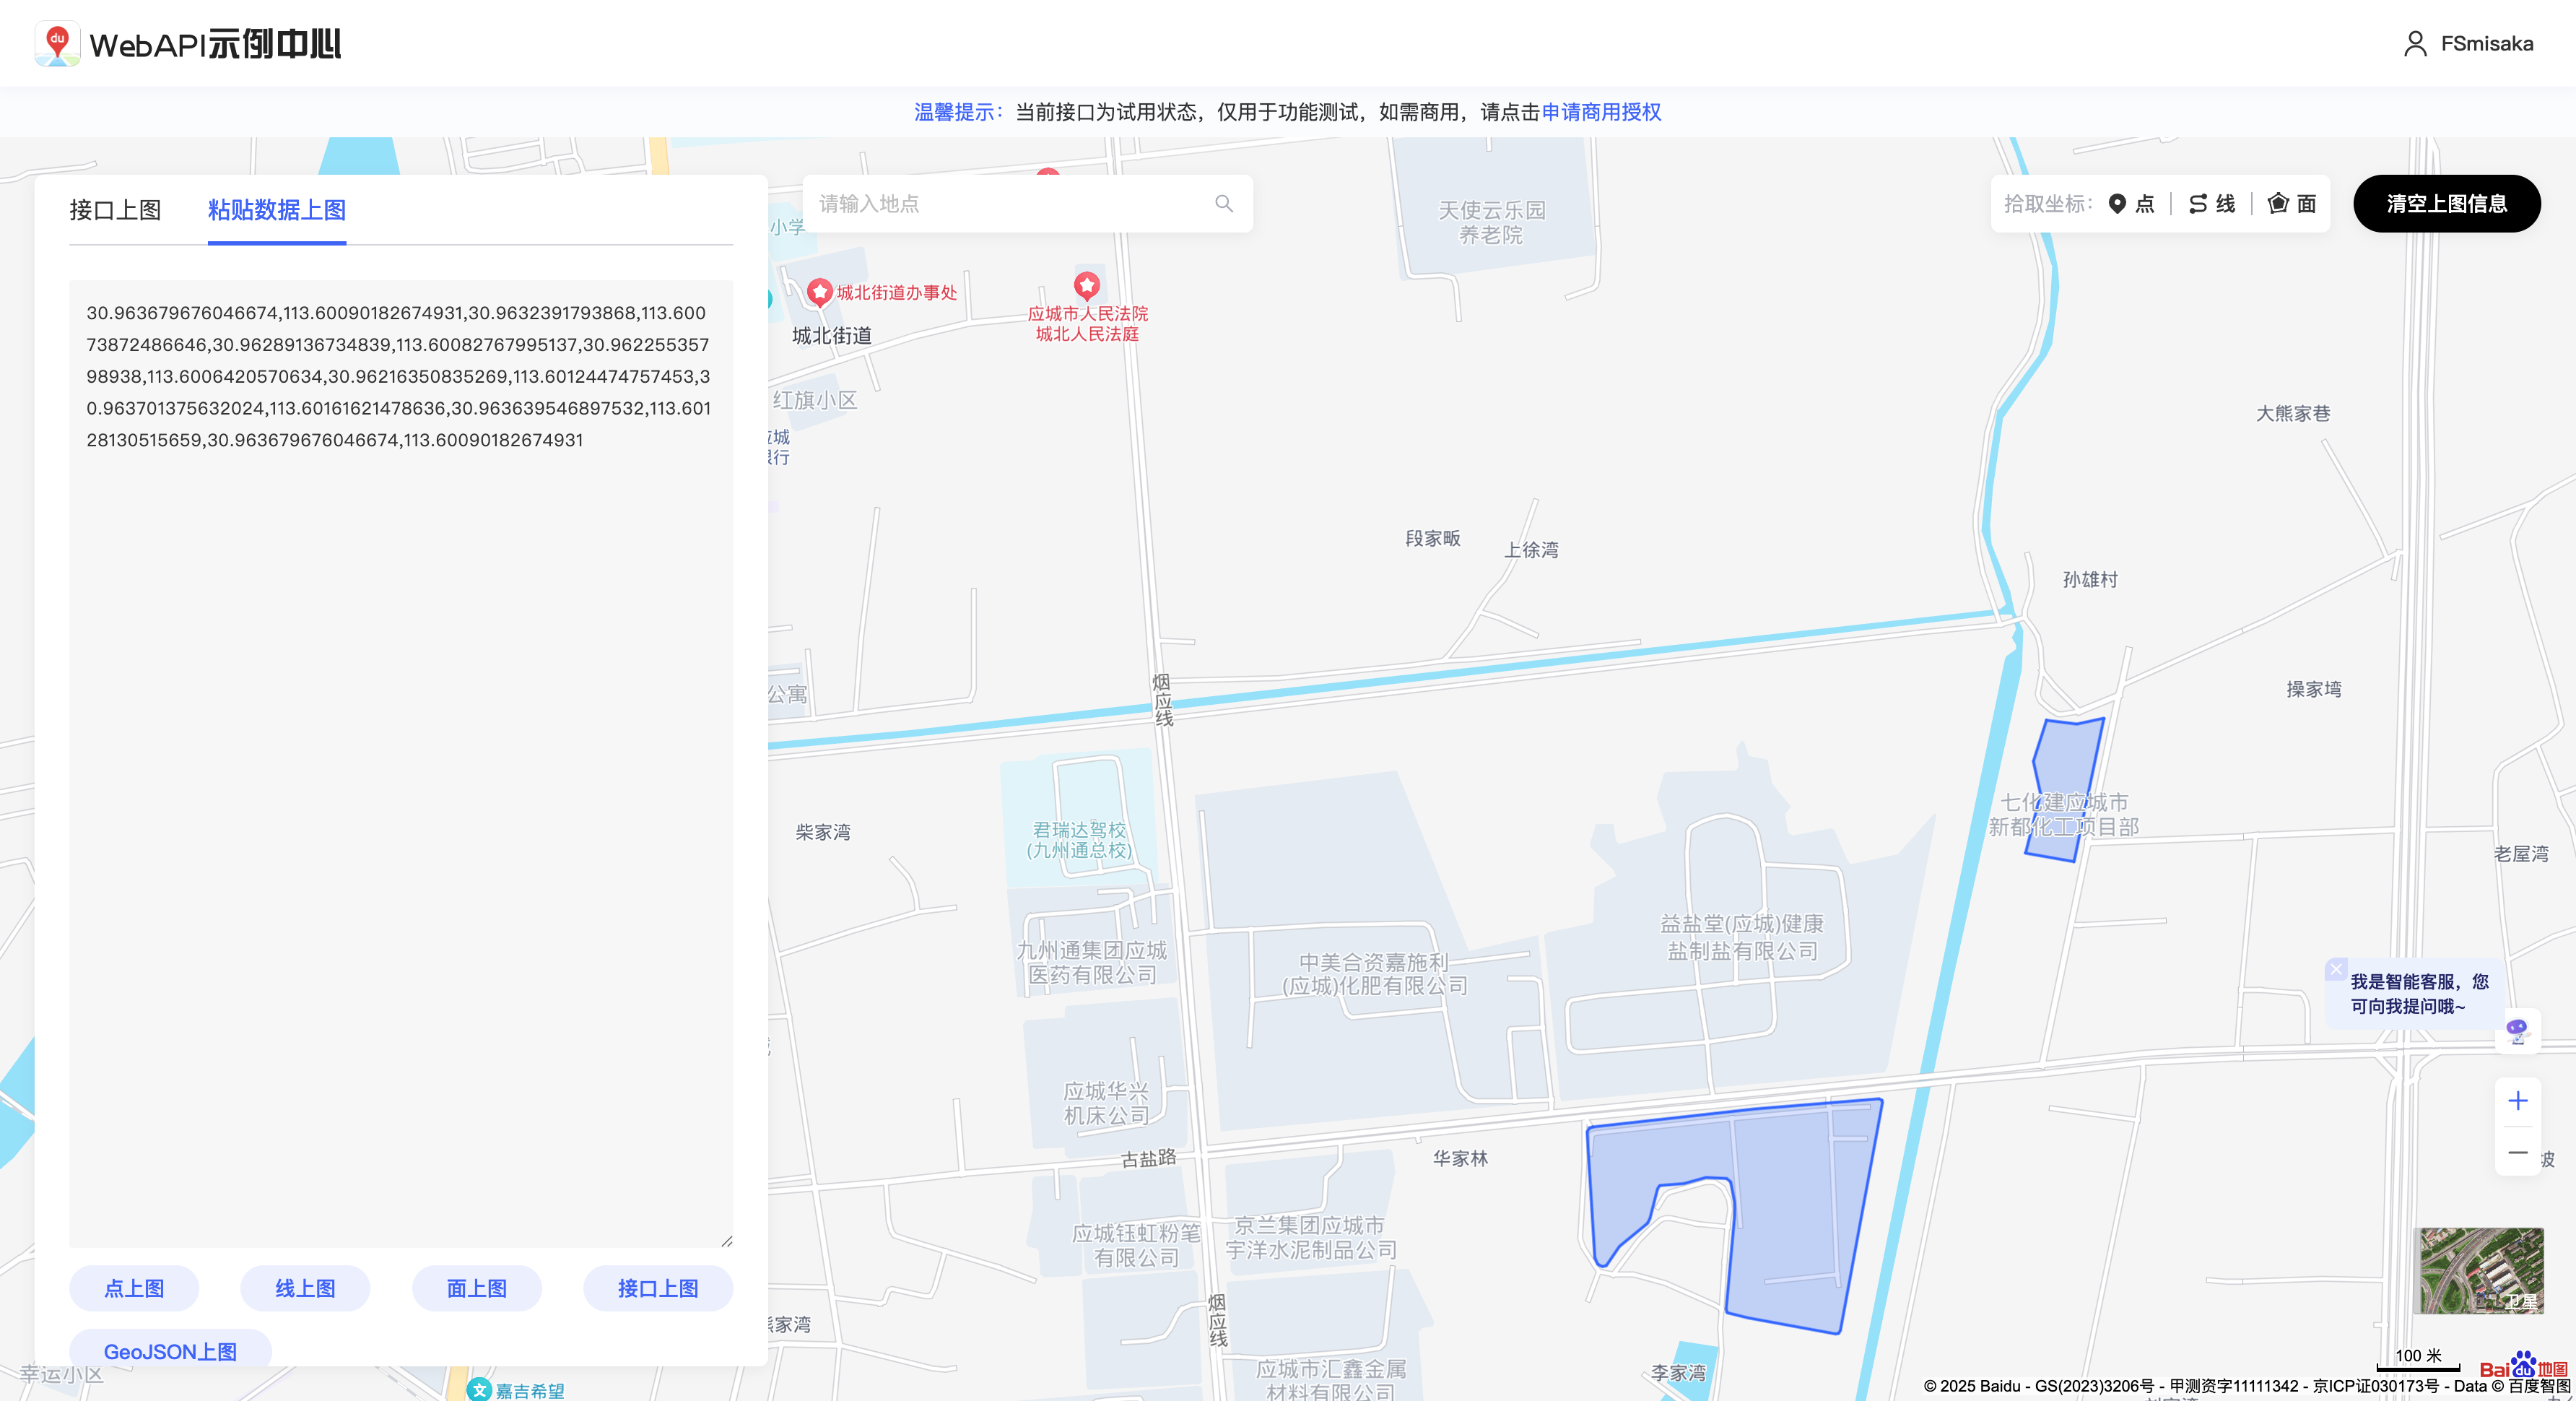 du WebAPI示例中心
FSmisaka
温馨提示：当前接口为试用状态，仅用于功能测试，如需商用，请点击申请商用授权
接口上图
粘贴数据上图
请输入地点
拾取坐标：
点
线
面
清空上图信息
30.963679676046674,113.60090182674931,30.9632391793868,113.600
73872486646,30.96289136734839,113.60082767995137,30.962255357
98938,113.6006420570634,30.96216350835269,113.60124474757453,3
0.963701375632024,113.60161621478636,30.963639546897532,113.601
28130515659,30.963679676046674,113.60090182674931
点上图
线上图
面上图
接口上图
GeoJSON上图
小学
天使云乐园
养老院
城北街道办事处
城北街道
应城市人民法院
城北人民法庭
红旗小区
大熊家巷
段家畈
上徐湾
孙雄村
公寓
烟应线
操家塆
柴家湾
君瑞达驾校
(九州通总校)
七化建应城市
新都化工项目部
老屋湾
九州通集团应城
医药有限公司
中美合资嘉施利
(应城)化肥有限公司
益盐堂(应城)健康
盐制盐有限公司
我是智能客服，您
可向我提问哦~
应城华兴
机床公司
古盐路
华家林
坡
应城钰虹粉笔
有限公司
京兰集团应城市
宇洋水泥制品公司
烟应线
家湾
卫星
应城市汇鑫金属
材料有限公司
李家湾
幸运小区
文 嘉吉希望
100 米
Bai du 地图
© 2025 Baidu - GS(2023)3206号 - 甲测资字11111342 - 京ICP证030173号 - Data © 百度智图